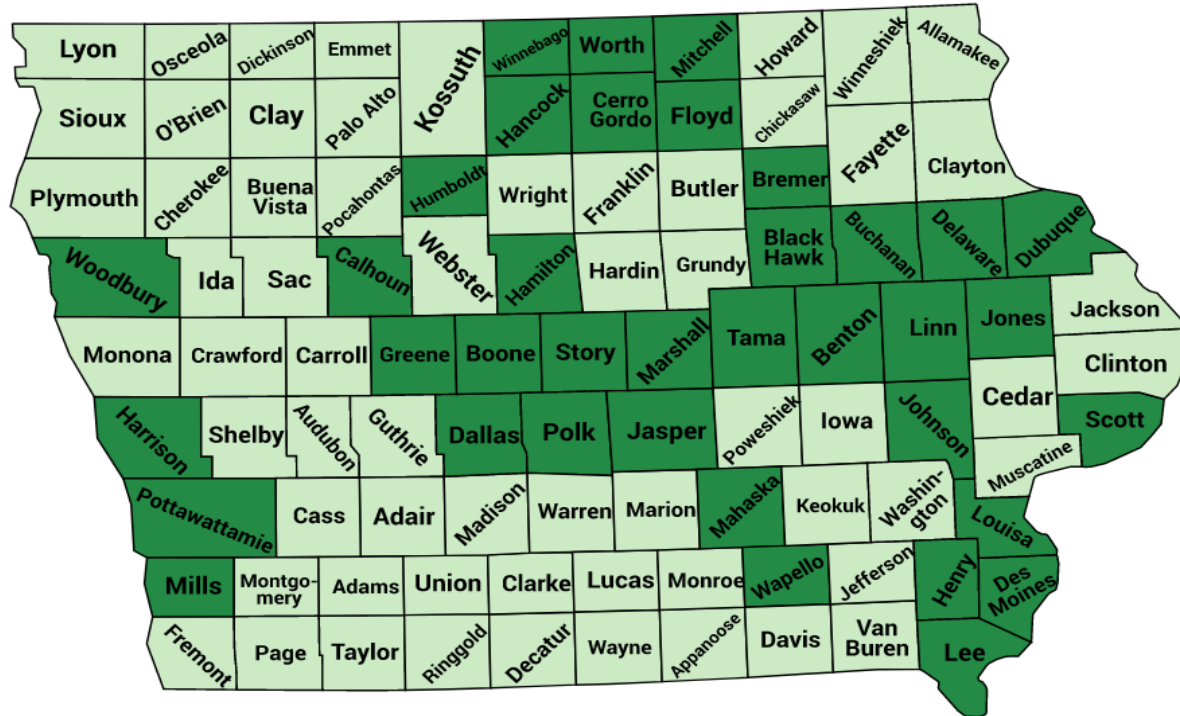 Lyon
Osceola
Dickinson
Emmet
Kossuth
Winnebago
Worth
Mitchell
Howard
Winneshiek
Allamakee
Sioux
O'Brien
Clay
Palo Alto
Hancock
Cerro
Gordo
Floyd
Chickasaw
Fayette
Clayton
Plymouth
Cherokee
Buena
Vista
Pocahontas
Humboldt
Wright
Franklin
Butler
Bremer
Woodbury
Ida
Sac
Calhoun
Webster
Hamilton
Hardin
Grundy
Black
Hawk
Buchanan
Delaware
Dubuque
Monona
Crawford
Carroll
Greene
Boone
Story
Marshall
Tama
Benton
Linn
Jones
Jackson
Clinton
Harrison
Shelby
Audubon
Guthrie
Dallas
Polk
Jasper
Poweshiek
Iowa
Johnson
Cedar
Scott
Muscatine
Pottawattamie
Cass
Adair
Madison
Warren
Marion
Mahaska
Keokuk
Washin-
gton
Louisa
Mills
Montgo-
mery
Adams
Union
Clarke
Lucas
Monroe
Wapello
Jefferson
Henry
Des
Moines
Fremont
Page
Taylor
Ringgold
Decatur
Wayne
Appanoose
Davis
Van
Buren
Lee